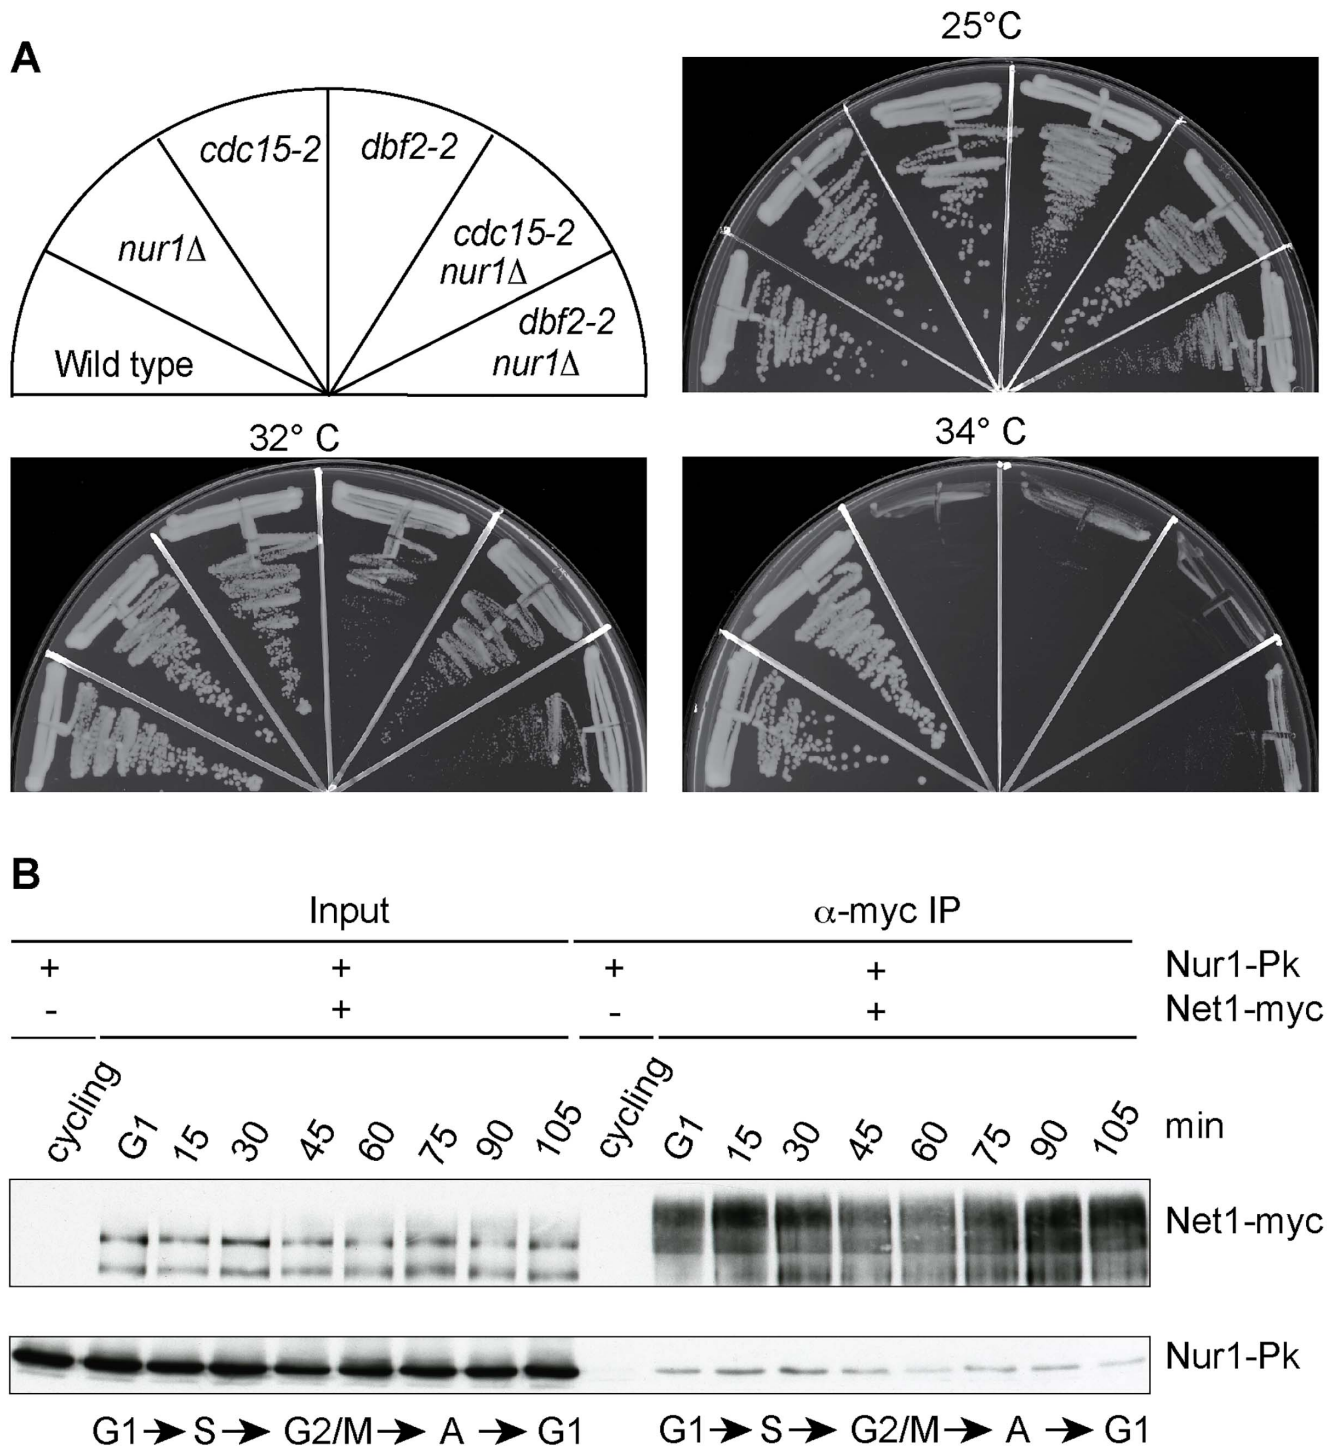 A
25°C
cdc15-2
dbf2-2
nur1Δ
cdc15-2
nur1Δ
Wild type
dbf2-2
nur1Δ
32° C
34° C
B
Input
α-myc IP
+ + + + Nur1-Pk
- + - + Net1-myc
cycling G1 15 30 45 60 75 90 105 cycling G1 15 30 45 60 75 90 105 min
Net1-myc
Nur1-Pk
G1 → S → G2/M → A → G1 G1 → S → G2/M → A → G1